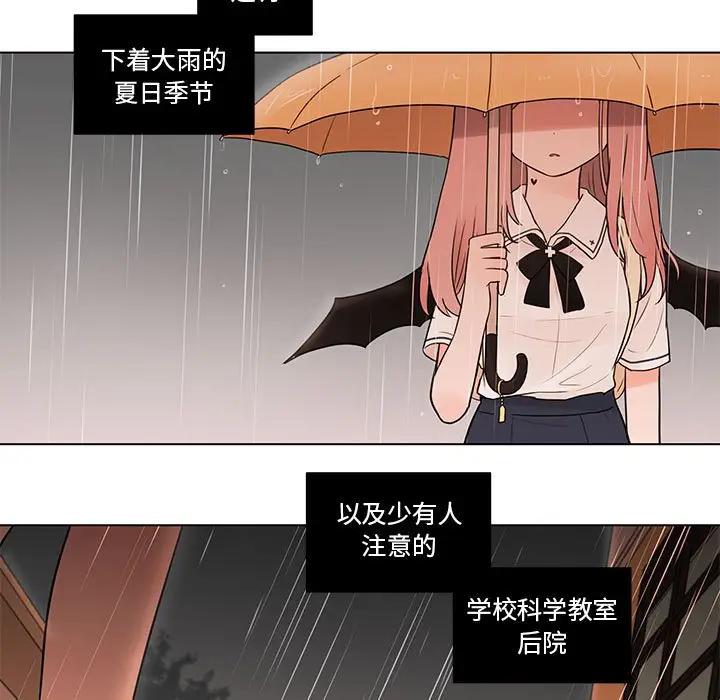 下着大雨的
夏日季节
以及少有人
注意的
学校科学教室
后院